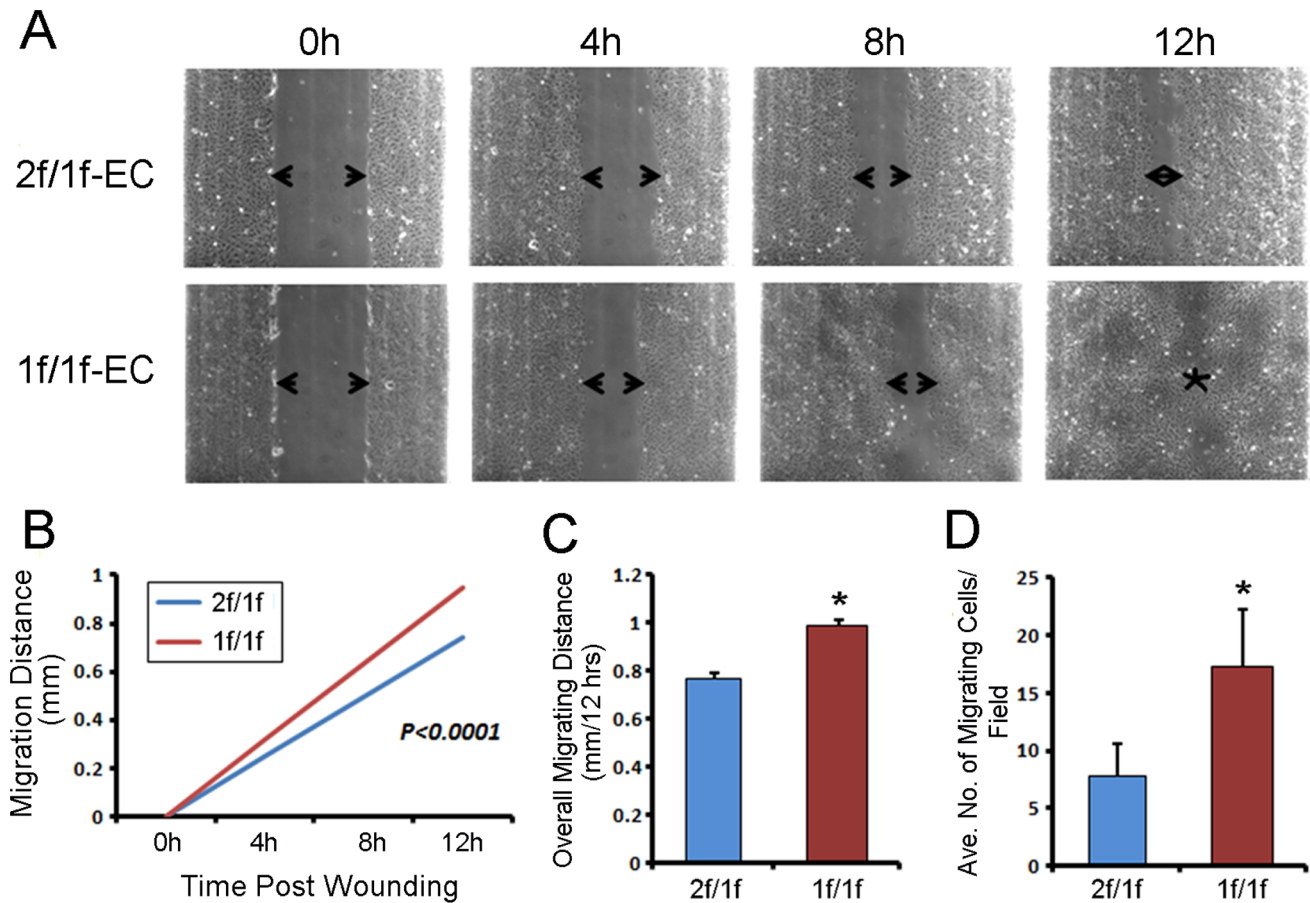 A
0h 4h 8h 12h
2f/1f-EC
1f/1f-EC
B
Migration Distance
(mm)
1
0.8
0.6
0.4
0.2
0
2f/1f
1f/1f
P<0.0001
0h 4h 8h 12h
Time Post Wounding
C
Overall Migrating Distance
(mm/12 hrs)
1.2
1
0.8
0.6
0.4
0.2
0
*
2f/1f 1f/1f
D
Ave. No. of Migrating Cells/
Field
25
20
15
10
5
0
*
2f/1f 1f/1f